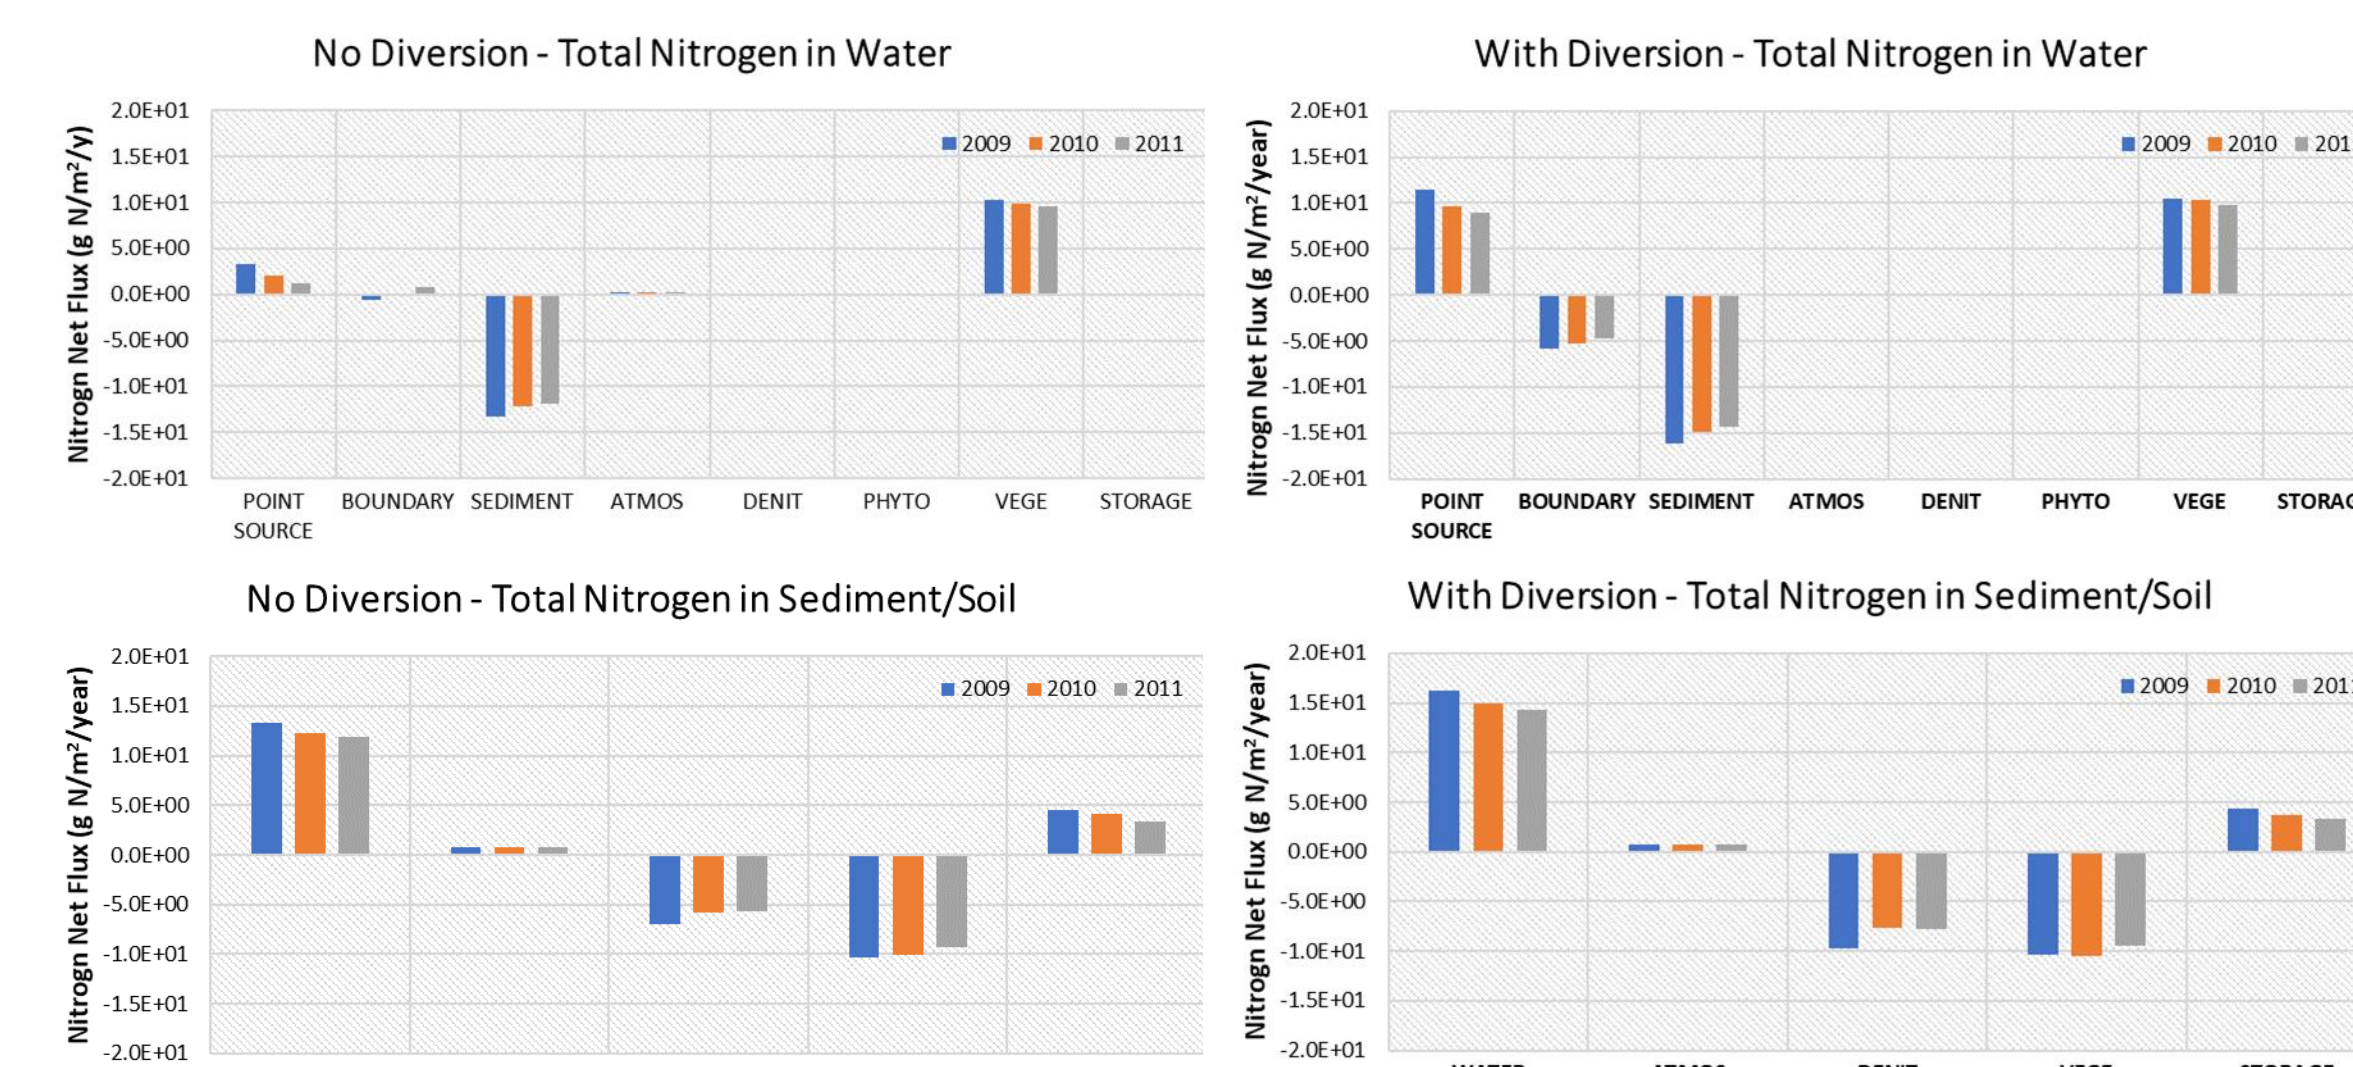 No Diversion - Total Nitrogen in Water
Nitrogn Net Flux (g N/m²/y)
2.0E+01
1.5E+01
1.0E+01
5.0E+00
0.0E+00
-5.0E+00
-1.0E+01
-1.5E+01
-2.0E+01
2009 2010 2011
POINT BOUNDARY SEDIMENT ATMOS DENIT PHYTO VEGE STORAGE
SOURCE
With Diversion - Total Nitrogen in Water
Nitrogn Net Flux (g N/m²/year)
2.0E+01
1.5E+01
1.0E+01
5.0E+00
0.0E+00
-5.0E+00
-1.0E+01
-1.5E+01
-2.0E+01
2009 2010 201
POINT BOUNDARY SEDIMENT ATMOS DENIT PHYTO VEGE STORAG
SOURCE
No Diversion - Total Nitrogen in Sediment/Soil
Nitrogn Net Flux (g N/m²/year)
2.0E+01
1.5E+01
1.0E+01
5.0E+00
0.0E+00
-5.0E+00
-1.0E+01
-1.5E+01
-2.0E+01
2009 2010 2011
With Diversion - Total Nitrogen in Sediment/Soil
Nitrogn Net Flux (g N/m²/year)
2.0E+01
1.5E+01
1.0E+01
5.0E+00
0.0E+00
-5.0E+00
-1.0E+01
-1.5E+01
-2.0E+01
2009 2010 201
WATER ATMOS DENIT VEGE STORAGE